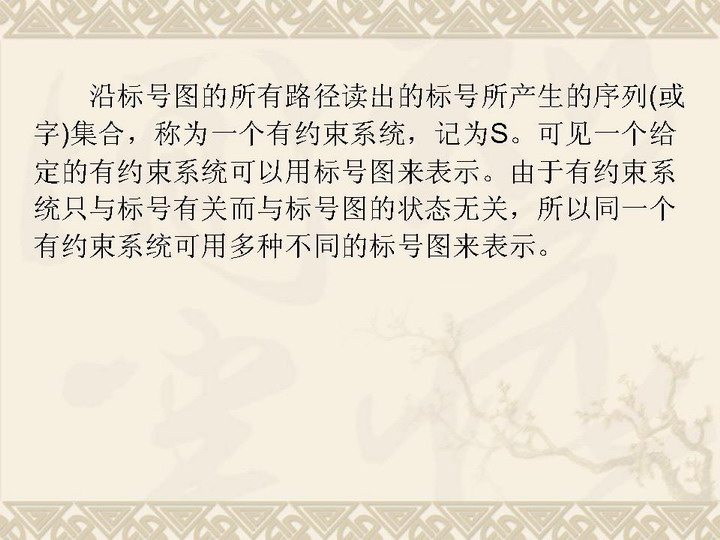 沿标号图的所有路径读出的标号所产生的序列(或
字)集合，称为一个有约束系统，记为S。可见一个给
定的有约束系统可以用标号图来表示。由于有约束系
统只与标号有关而与标号图的状态无关，所以同一个
有约束系统可用多种不同的标号图来表示。